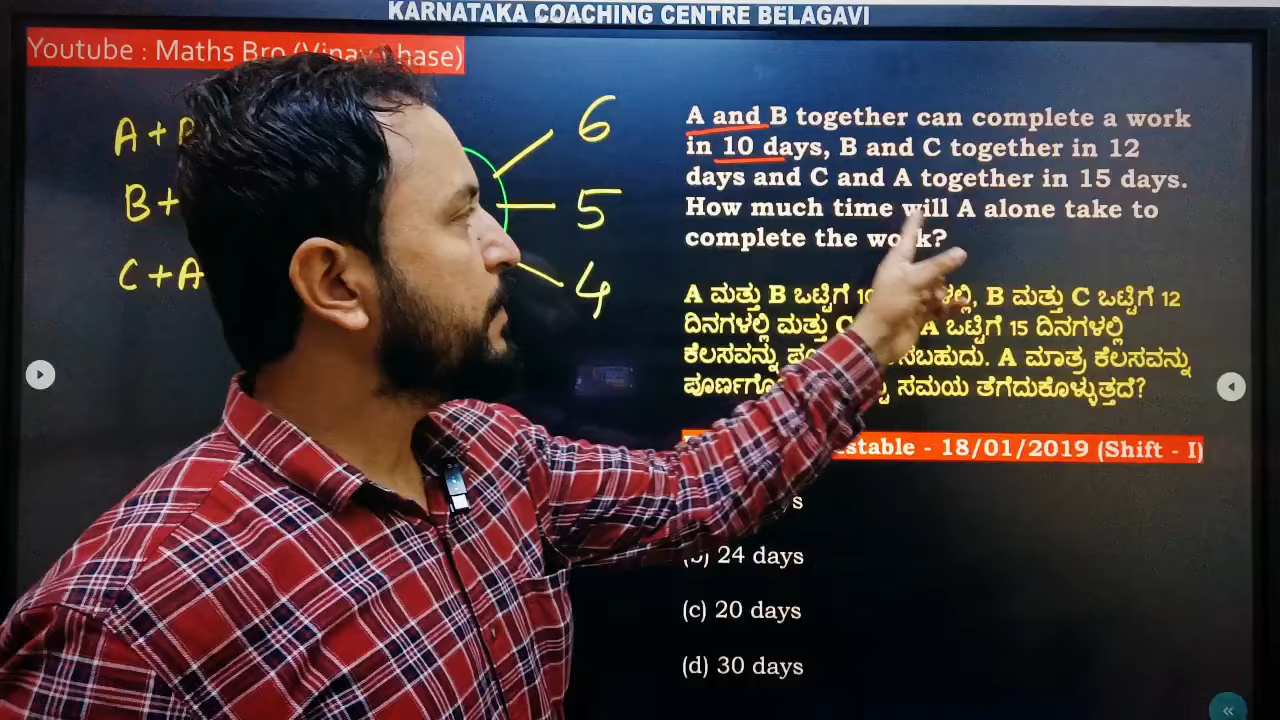 KARNATAKA COACHING CENTRE BELAGAVI
Youtube : Maths Bro
A+B
6
B+
5
C+A
4
A and B together can complete a work
in 10 days, B and C together in 12
days and C and A together in 15 days.
How much time will A alone take to
complete the work?
A ಮತ್ತು B ಒಟ್ಟಿಗೆ B ಮತ್ತು C ಒಟ್ಟಿಗೆ 12
ದಿನಗಳಲ್ಲಿ ಮತ್ತು C A ಒಟ್ಟಿಗೆ 15 ದಿನಗಳಲ್ಲಿ
ಕೆಲಸವನ್ನು A ಮಾತ್ರ ಕೆಲಸವನ್ನು
ಸಮಯ ತೆಗೆದುಕೊಳ್ಳುತ್ತದೆ?
- 18/01/2019 (Shift - I)
(b) 24 days
(c) 20 days
(d) 30 days